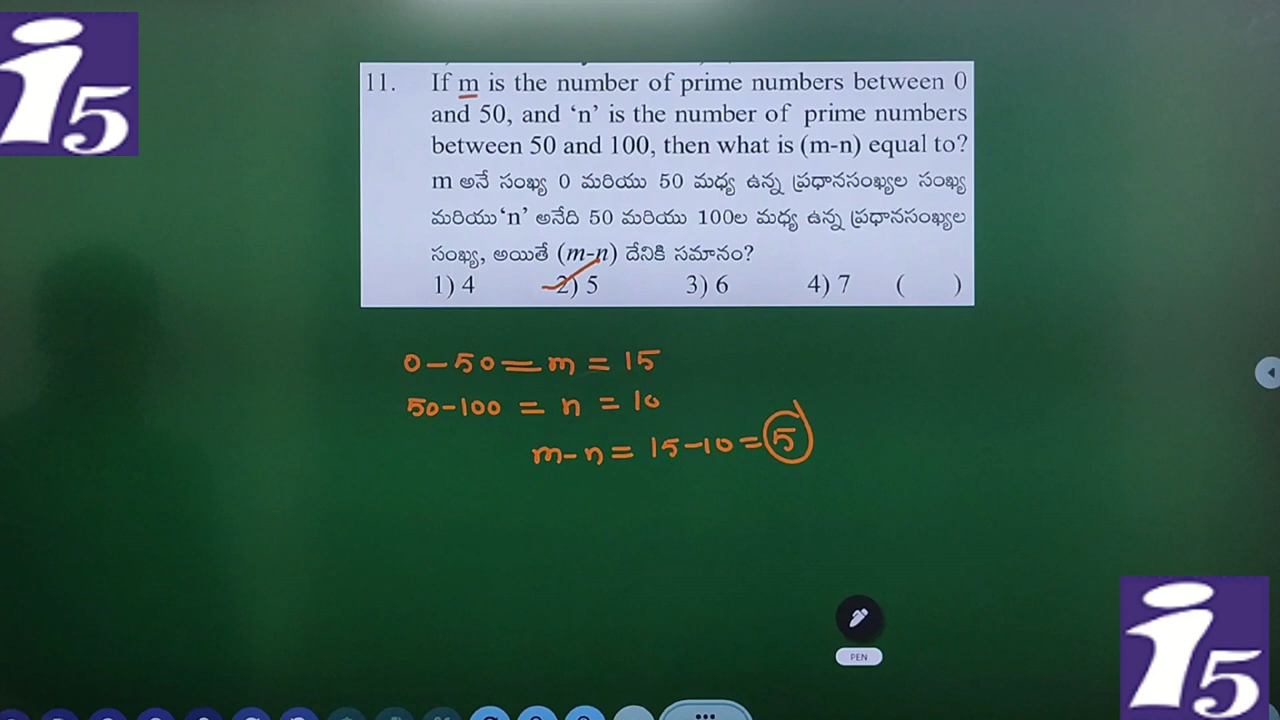 i5
11. If m is the number of prime numbers between 0
and 50, and ‘n’ is the number of prime numbers
between 50 and 100, then what is (m-n) equal to?
m అనే సంఖ్య 0 మరియు 50 మధ్య ఉన్న ప్రధానసంఖ్యల సంఖ్య
మరియు ‘n’ అనేది 50 మరియు 100ల మధ్య ఉన్న ప్రధానసంఖ్యల
సంఖ్య, అయితే (m-n) దేనికి సమానం?
1) 4 2) 5 3) 6 4) 7 ( )
0-50 = m = 15
50-100 = n = 10
m-n = 15-10 = 5
PEN
i5